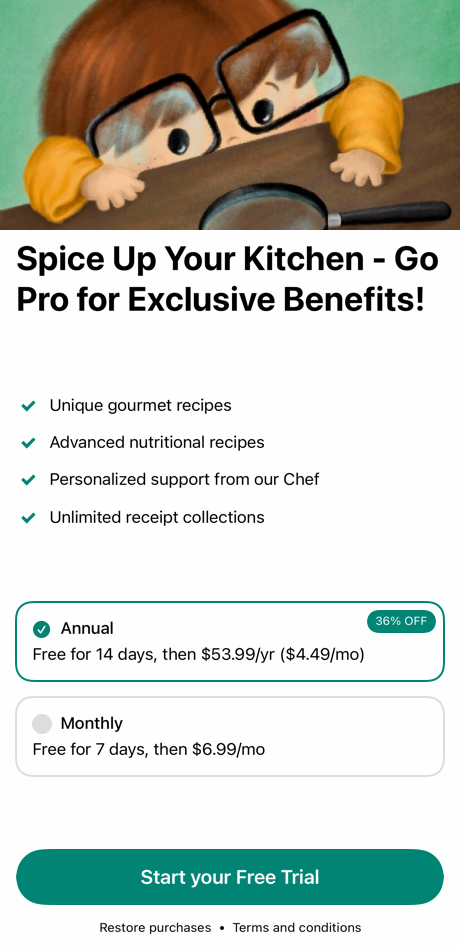 Spice Up Your Kitchen - Go
Pro for Exclusive Benefits!
Unique gourmet recipes
Advanced nutritional recipes
Personalized support from our Chef
Unlimited receipt collections
Annual
36% OFF
Free for 14 days, then $53.99/yr ($4.49/mo)
Monthly
Free for 7 days, then $6.99/mo
Start your Free Trial
Restore purchases • Terms and conditions